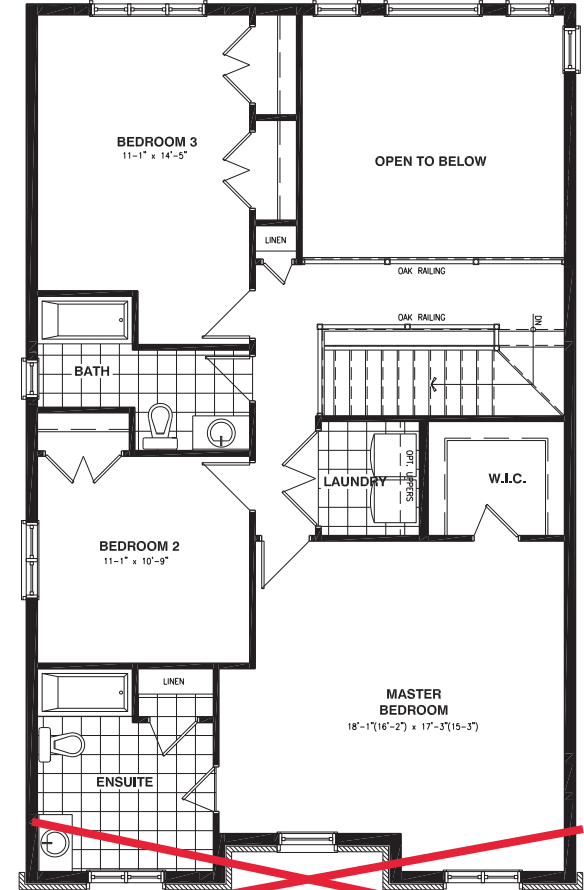 BEDROOM 3
11-1" x 14'-5"
OPEN TO BELOW
LINEN
OAK RAILING
OAK RAILING
DN
BATH
LAUNDRY
OPT. UPPERS
W.I.C.
BEDROOM 2
11-1" x 10'-9"
LINEN
MASTER
BEDROOM
18'-1"(16'-2") x 17'-3"(15-3")
ENSUITE